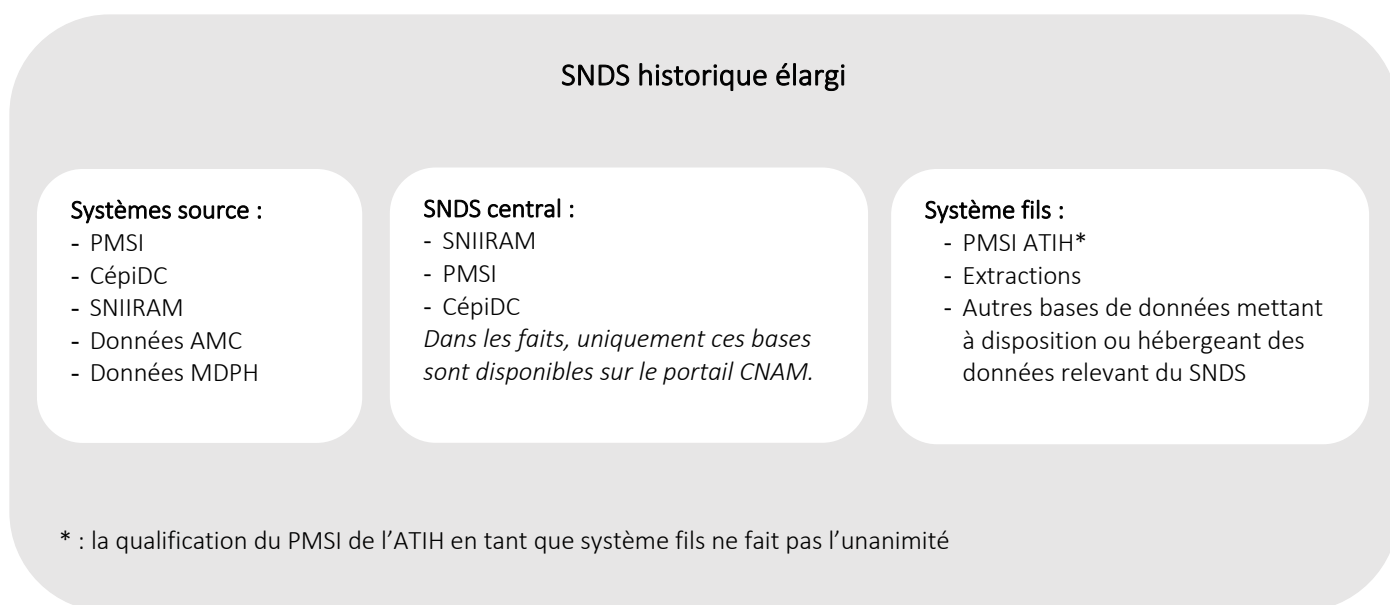 SNDS historique élargi
Systèmes source :
- PMSI
- CépiDC
- SNIIRAM
- Données AMC
- Données MDPH
SNDS central :
- SNIIRAM
- PMSI
- CépiDC
Dans les faits, uniquement ces bases
sont disponibles sur le portail CNAM.
Système fils :
- PMSI ATIH*
- Extractions
- Autres bases de données mettant
à disposition ou hébergeant des
données relevant du SNDS
* : la qualification du PMSI de l’ATIH en tant que système fils ne fait pas l’unanimité